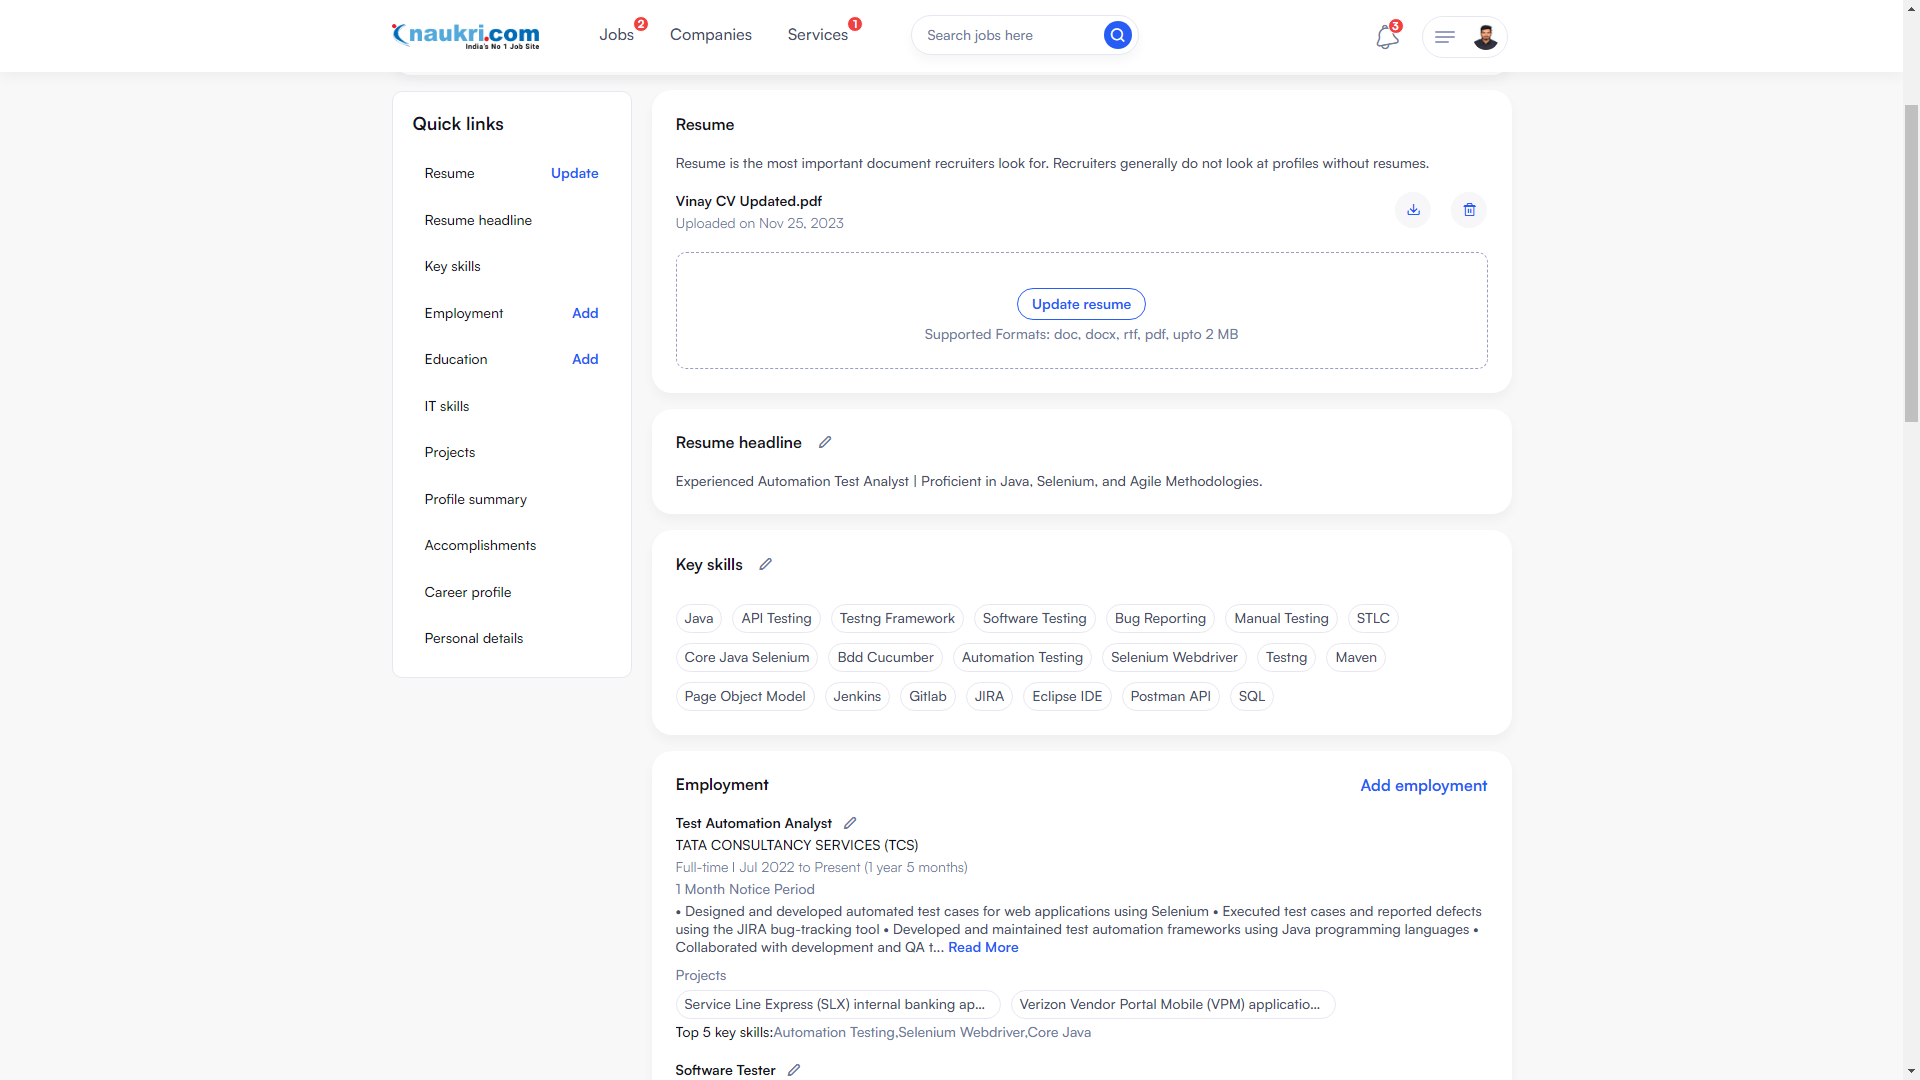 naukri.com
India's No 1 Job Site
Jobs 2
Companies
Services 1
Search jobs here
3
Quick links
Resume Update
Resume headline
Key skills
Employment Add
Education Add
IT skills
Projects
Profile summary
Accomplishments
Career profile
Personal details
Resume
Resume is the most important document recruiters look for. Recruiters generally do not look at profiles without resumes.
Vinay CV Updated.pdf
Uploaded on Nov 25, 2023
Update resume
Supported Formats: doc, docx, rtf, pdf, upto 2 MB
Resume headline
Experienced Automation Test Analyst | Proficient in Java, Selenium, and Agile Methodologies.
Key skills
Java API Testing Testng Framework Software Testing Bug Reporting Manual Testing STLC
Core Java Selenium Bdd Cucumber Automation Testing Selenium Webdriver Testng Maven
Page Object Model Jenkins Gitlab JIRA Eclipse IDE Postman API SQL
Employment Add employment
Test Automation Analyst
TATA CONSULTANCY SERVICES (TCS)
Full-time | Jul 2022 to Present (1 year 5 months)
1 Month Notice Period
• Designed and developed automated test cases for web applications using Selenium • Executed test cases and reported defects
using the JIRA bug-tracking tool • Developed and maintained test automation frameworks using Java programming languages •
Collaborated with development and QA t... Read More
Projects
Service Line Express (SLX) internal banking ap... Verizon Vendor Portal Mobile (VPM) applicatio...
Top 5 key skills:Automation Testing,Selenium Webdriver,Core Java
Software Tester